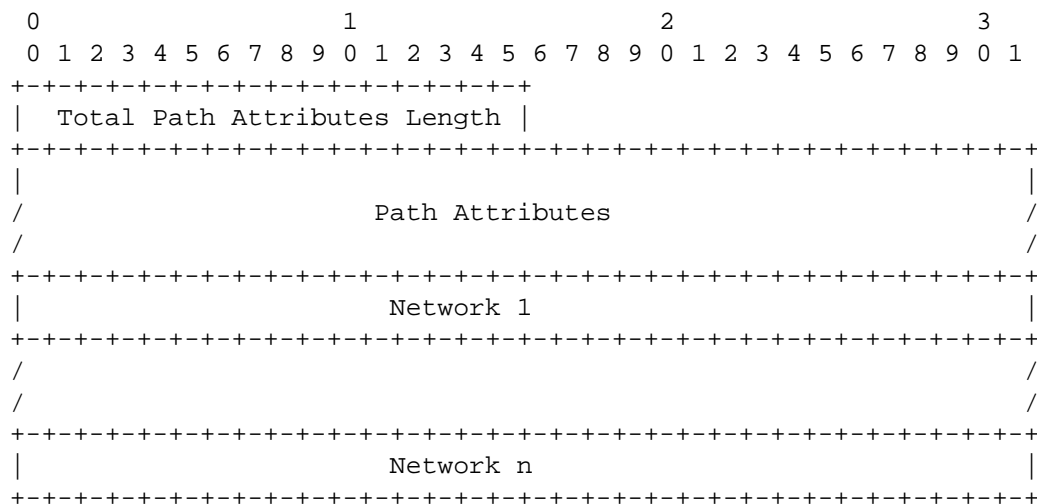 0                   1                   2                   3
0 1 2 3 4 5 6 7 8 9 0 1 2 3 4 5 6 7 8 9 0 1 2 3 4 5 6 7 8 9 0 1
+-+-+-+-+-+-+-+-+-+-+-+-+-+-+-+-+
|  Total Path Attributes Length |
+-+-+-+-+-+-+-+-+-+-+-+-+-+-+-+-+-+-+-+-+-+-+-+-+-+-+-+-+-+-+-+-+
|                                                               |
/                      Path Attributes                          /
/                                                               /
+-+-+-+-+-+-+-+-+-+-+-+-+-+-+-+-+-+-+-+-+-+-+-+-+-+-+-+-+-+-+-+-+
|                       Network 1                               |
+-+-+-+-+-+-+-+-+-+-+-+-+-+-+-+-+-+-+-+-+-+-+-+-+-+-+-+-+-+-+-+-+
/                                                               /
/                                                               /
+-+-+-+-+-+-+-+-+-+-+-+-+-+-+-+-+-+-+-+-+-+-+-+-+-+-+-+-+-+-+-+-+
|                       Network n                               |
+-+-+-+-+-+-+-+-+-+-+-+-+-+-+-+-+-+-+-+-+-+-+-+-+-+-+-+-+-+-+-+-+